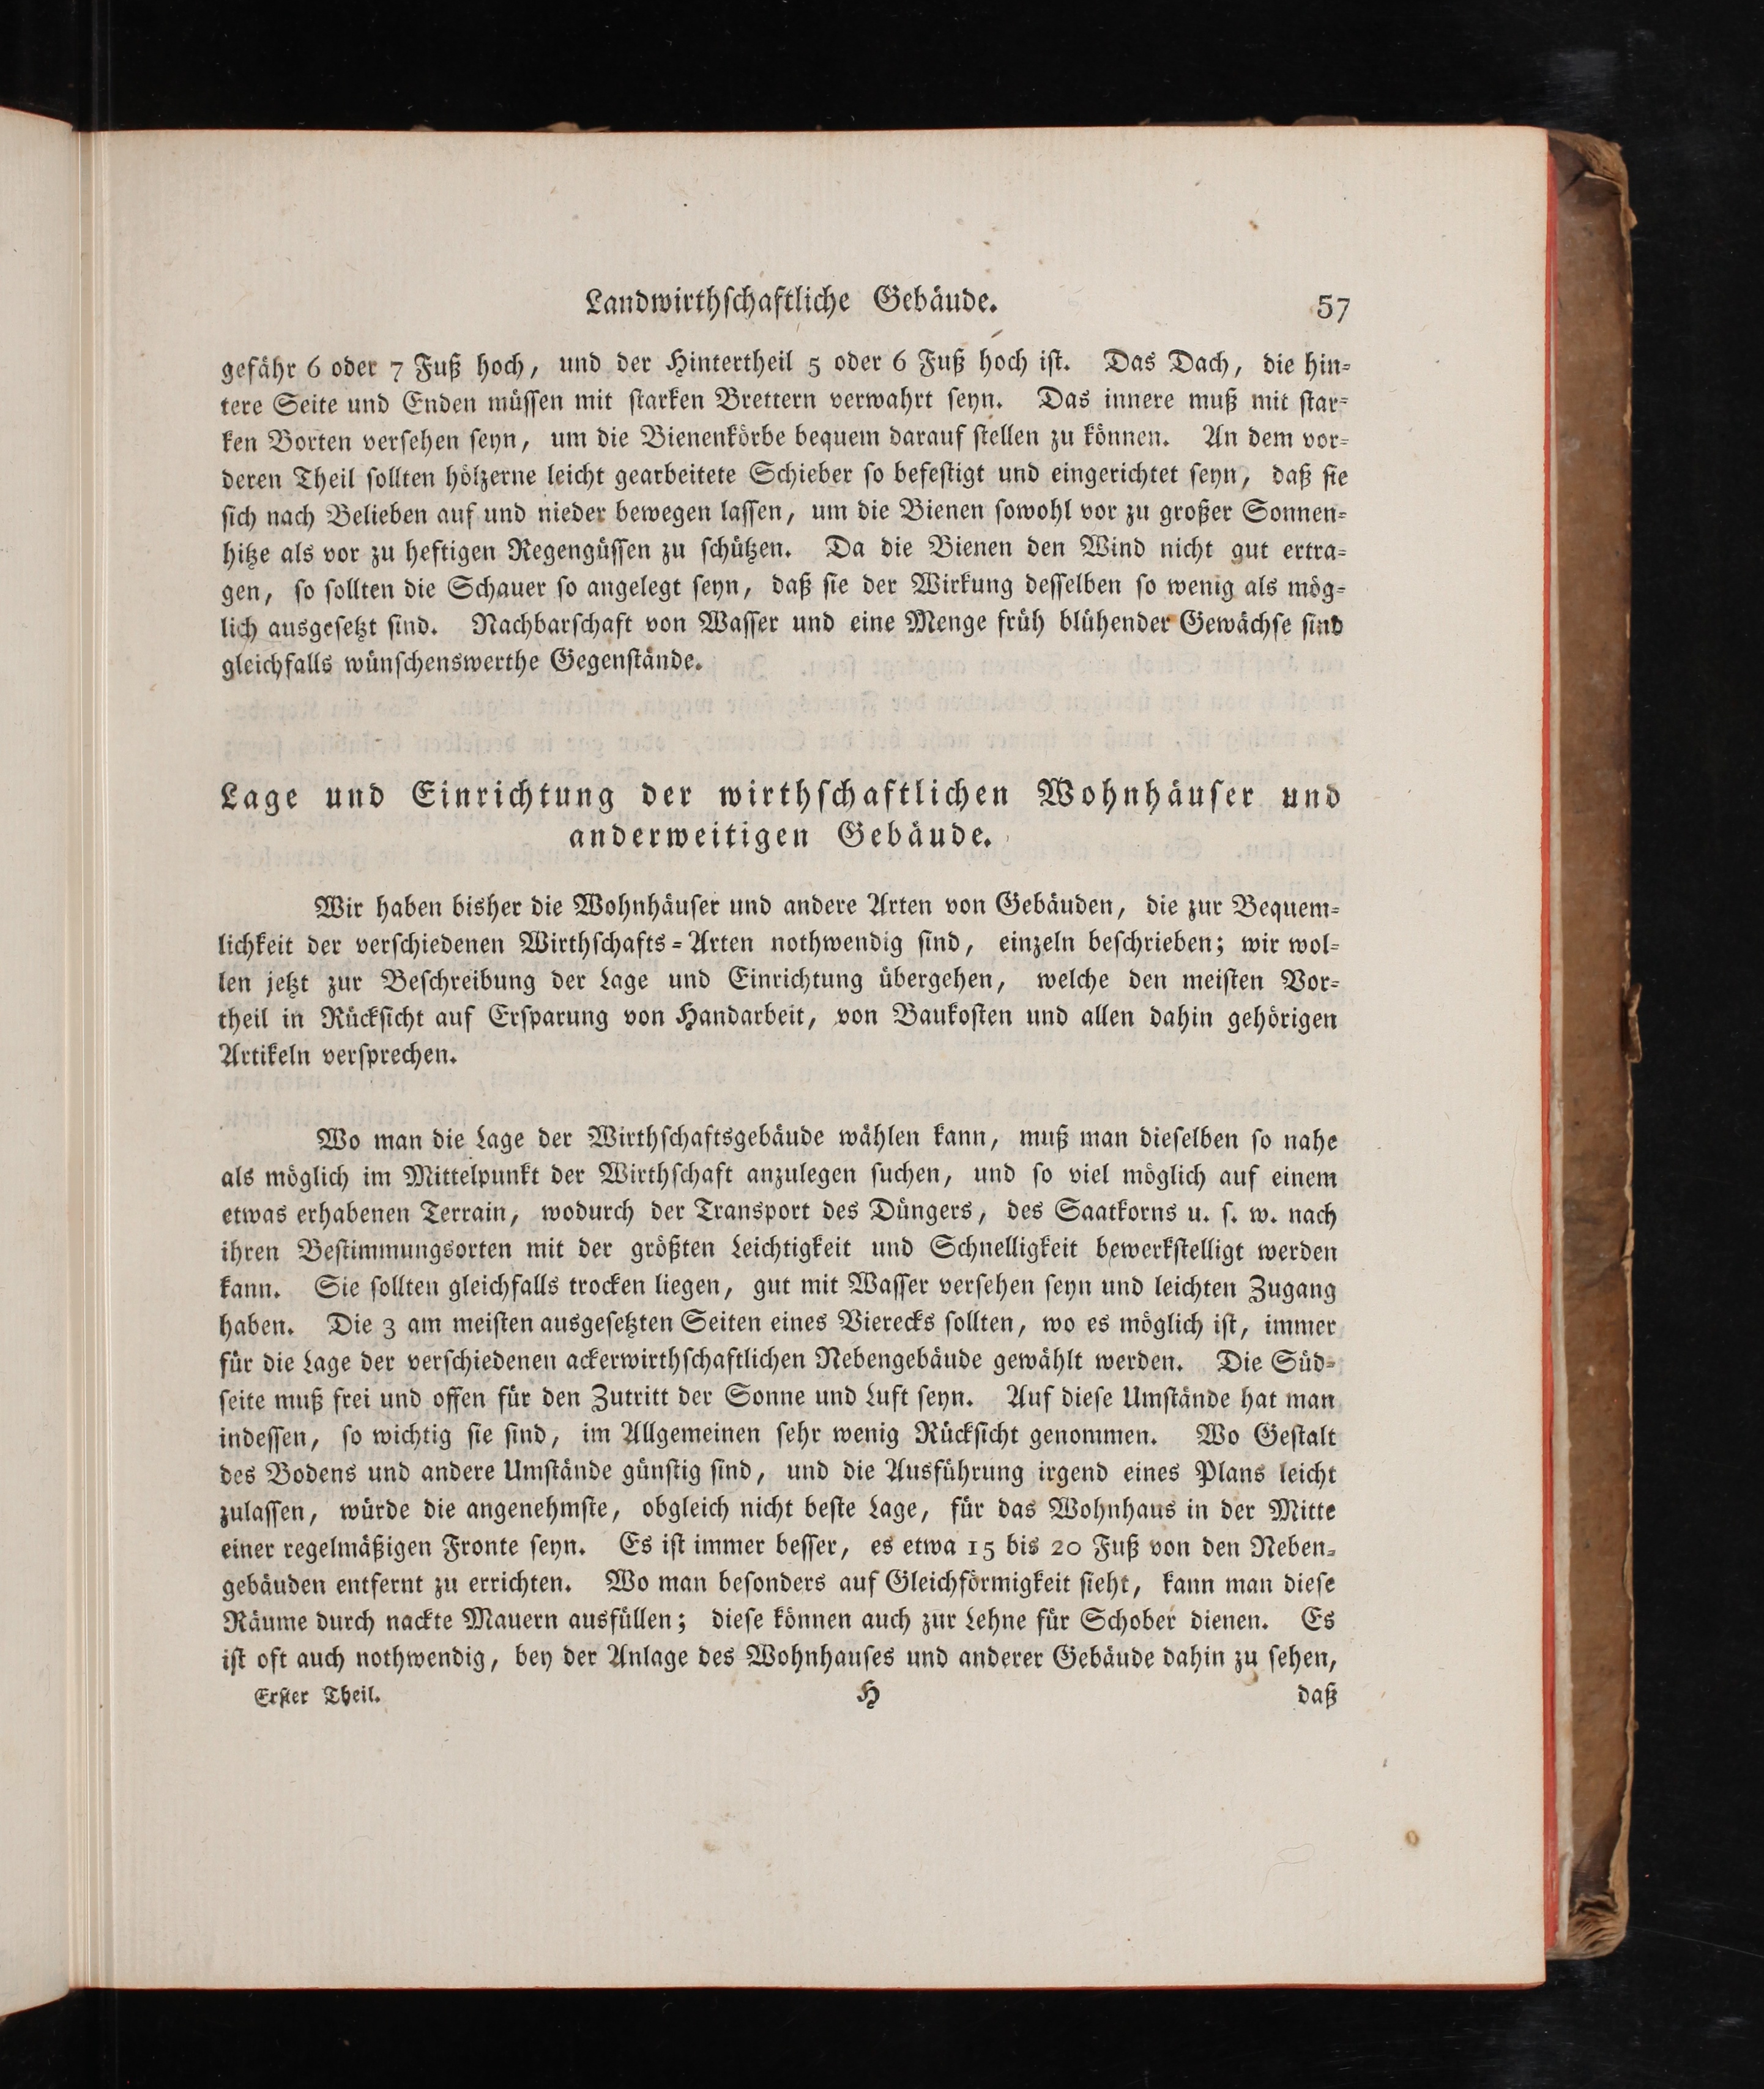 Landwirthſchaftliche Gebäude. 57
gefähr 6 oder 7 Fuß hoch, und der Hintertheil 5 oder 6 Fuß hoch iſt. Das Dach, die hin-
tere Seite und Enden müſſen mit ſtarken Brettern verwahrt ſeyn. Das innere muß mit ſtar-
ken Borten verſehen ſeyn, um die Bienenkörbe bequem darauf ſtellen zu können. An dem vor-
deren Theil ſollten hölzerne leicht gearbeitete Schieber ſo befeſtigt und eingerichtet ſeyn, daß ſie
ſich nach Belieben auf und nieder bewegen laſſen, um die Bienen ſowohl vor zu großer Sonnen-
hitze als vor zu heftigen Regengüſſen zu ſchützen. Da die Bienen den Wind nicht gut ertra-
gen, ſo ſollten die Schauer ſo angelegt ſeyn, daß ſie der Wirkung deſſelben ſo wenig als mög-
lich ausgeſetzt ſind. Nachbarſchaft von Waſſer und eine Menge früh blühender Gewächſe ſind
gleichfalls wünſchenswerthe Gegenſtände.
Lage und Einrichtung der wirthſchaftlichen Wohnhäuſer und
anderweitigen Gebäude.
Wir haben bisher die Wohnhäuſer und andere Arten von Gebäuden, die zur Bequem-
lichkeit der verſchiedenen Wirthſchafts-Arten nothwendig ſind, einzeln beſchrieben; wir wol-
len jetzt zur Beſchreibung der Lage und Einrichtung übergehen, welche den meiſten Vor-
theil in Rückſicht auf Erſparung von Handarbeit, von Baukoſten und allen dahin gehörigen
Artikeln verſprechen.
Wo man die Lage der Wirthſchaftsgebäude wählen kann, muß man dieſelben ſo nahe
als möglich im Mittelpunkt der Wirthſchaft anzulegen ſuchen, und ſo viel möglich auf einem
etwas erhabenen Terrain, wodurch der Transport des Düngers, des Saatkorns u. ſ. w. nach
ihren Beſtimmungsorten mit der größten Leichtigkeit und Schnelligkeit bewerkſtelligt werden
kann. Sie ſollten gleichfalls trocken liegen, gut mit Waſſer verſehen ſeyn und leichten Zugang
haben. Die 3 am meiſten ausgeſetzten Seiten eines Vierecks ſollten, wo es möglich iſt, immer
für die Lage der verſchiedenen ackerwirthſchaftlichen Nebengebäude gewählt werden. Die Süd-
ſeite muß frei und offen für den Zutritt der Sonne und Luft ſeyn. Auf dieſe Umſtände hat man
indeſſen, ſo wichtig ſie ſind, im Allgemeinen ſehr wenig Rückſicht genommen. Wo Geſtalt
des Bodens und andere Umſtände günſtig ſind, und die Ausführung irgend eines Plans leicht
zulaſſen, würde die angenehmſte, obgleich nicht beſte Lage, für das Wohnhaus in der Mitte
einer regelmäßigen Fronte ſeyn. Es iſt immer beſſer, es etwa 15 bis 20 Fuß von den Neben-
gebäuden entfernt zu errichten. Wo man beſonders auf Gleichförmigkeit ſieht, kann man dieſe
Räume durch nackte Mauern ausfüllen; dieſe können auch zur Lehne für Schober dienen. Es
iſt oft auch nothwendig, bey der Anlage des Wohnhauſes und anderer Gebäude dahin zu ſehen,
Erſter Theil. H daß